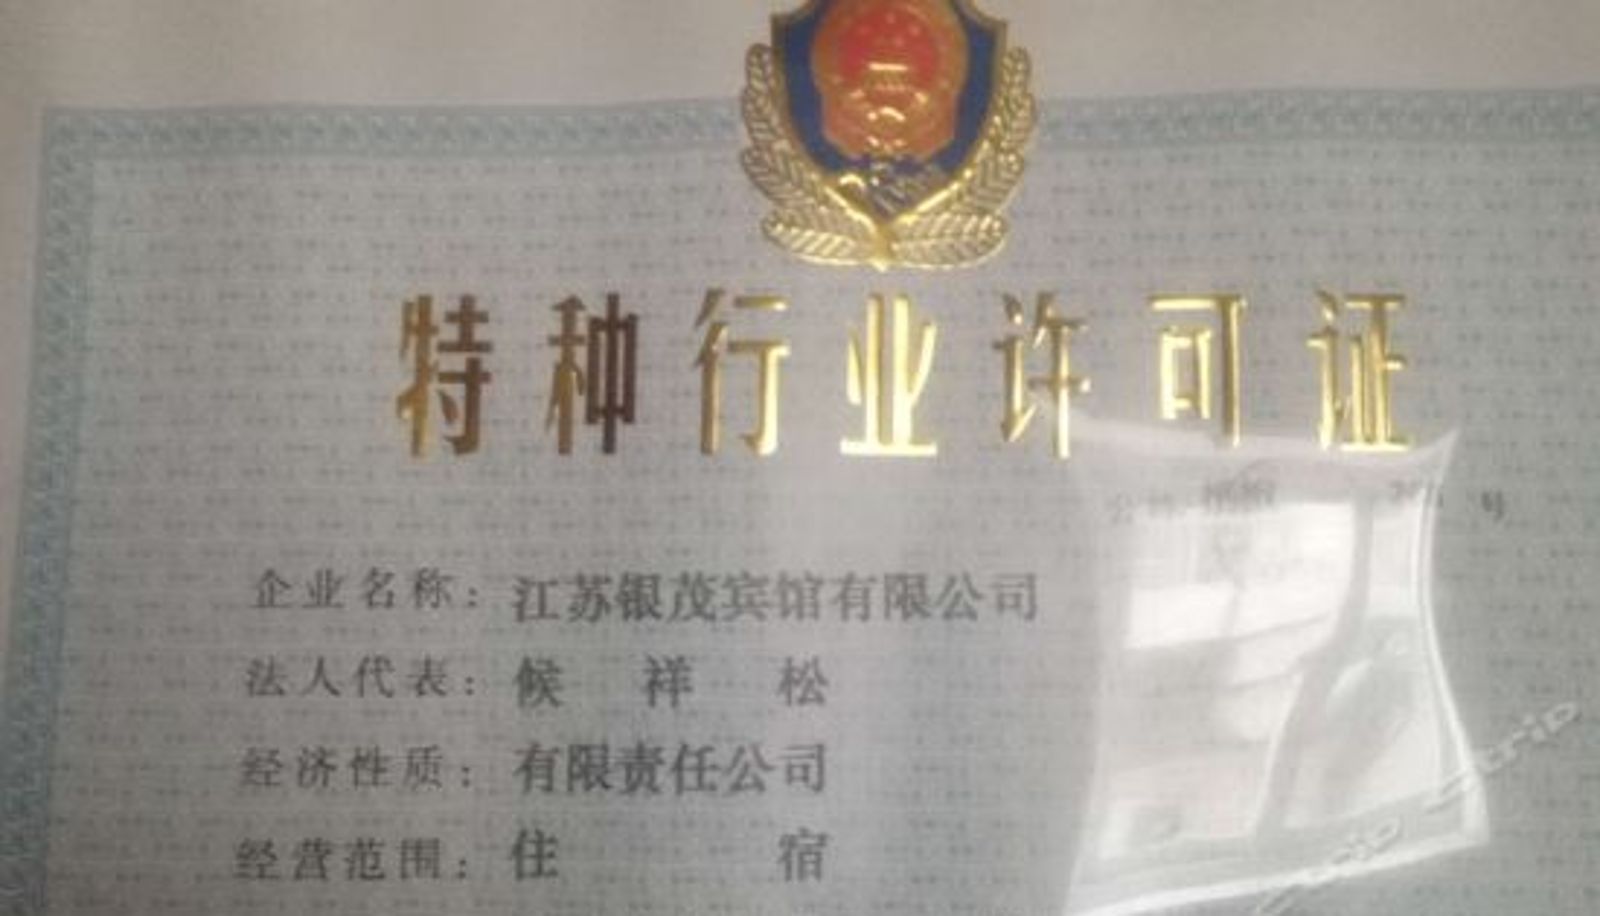 特种行业许可证
号
企业名称：江苏银茂宾馆有限公司
法人代表：候祥松
经济性质：有限责任公司
经营范围：住宿